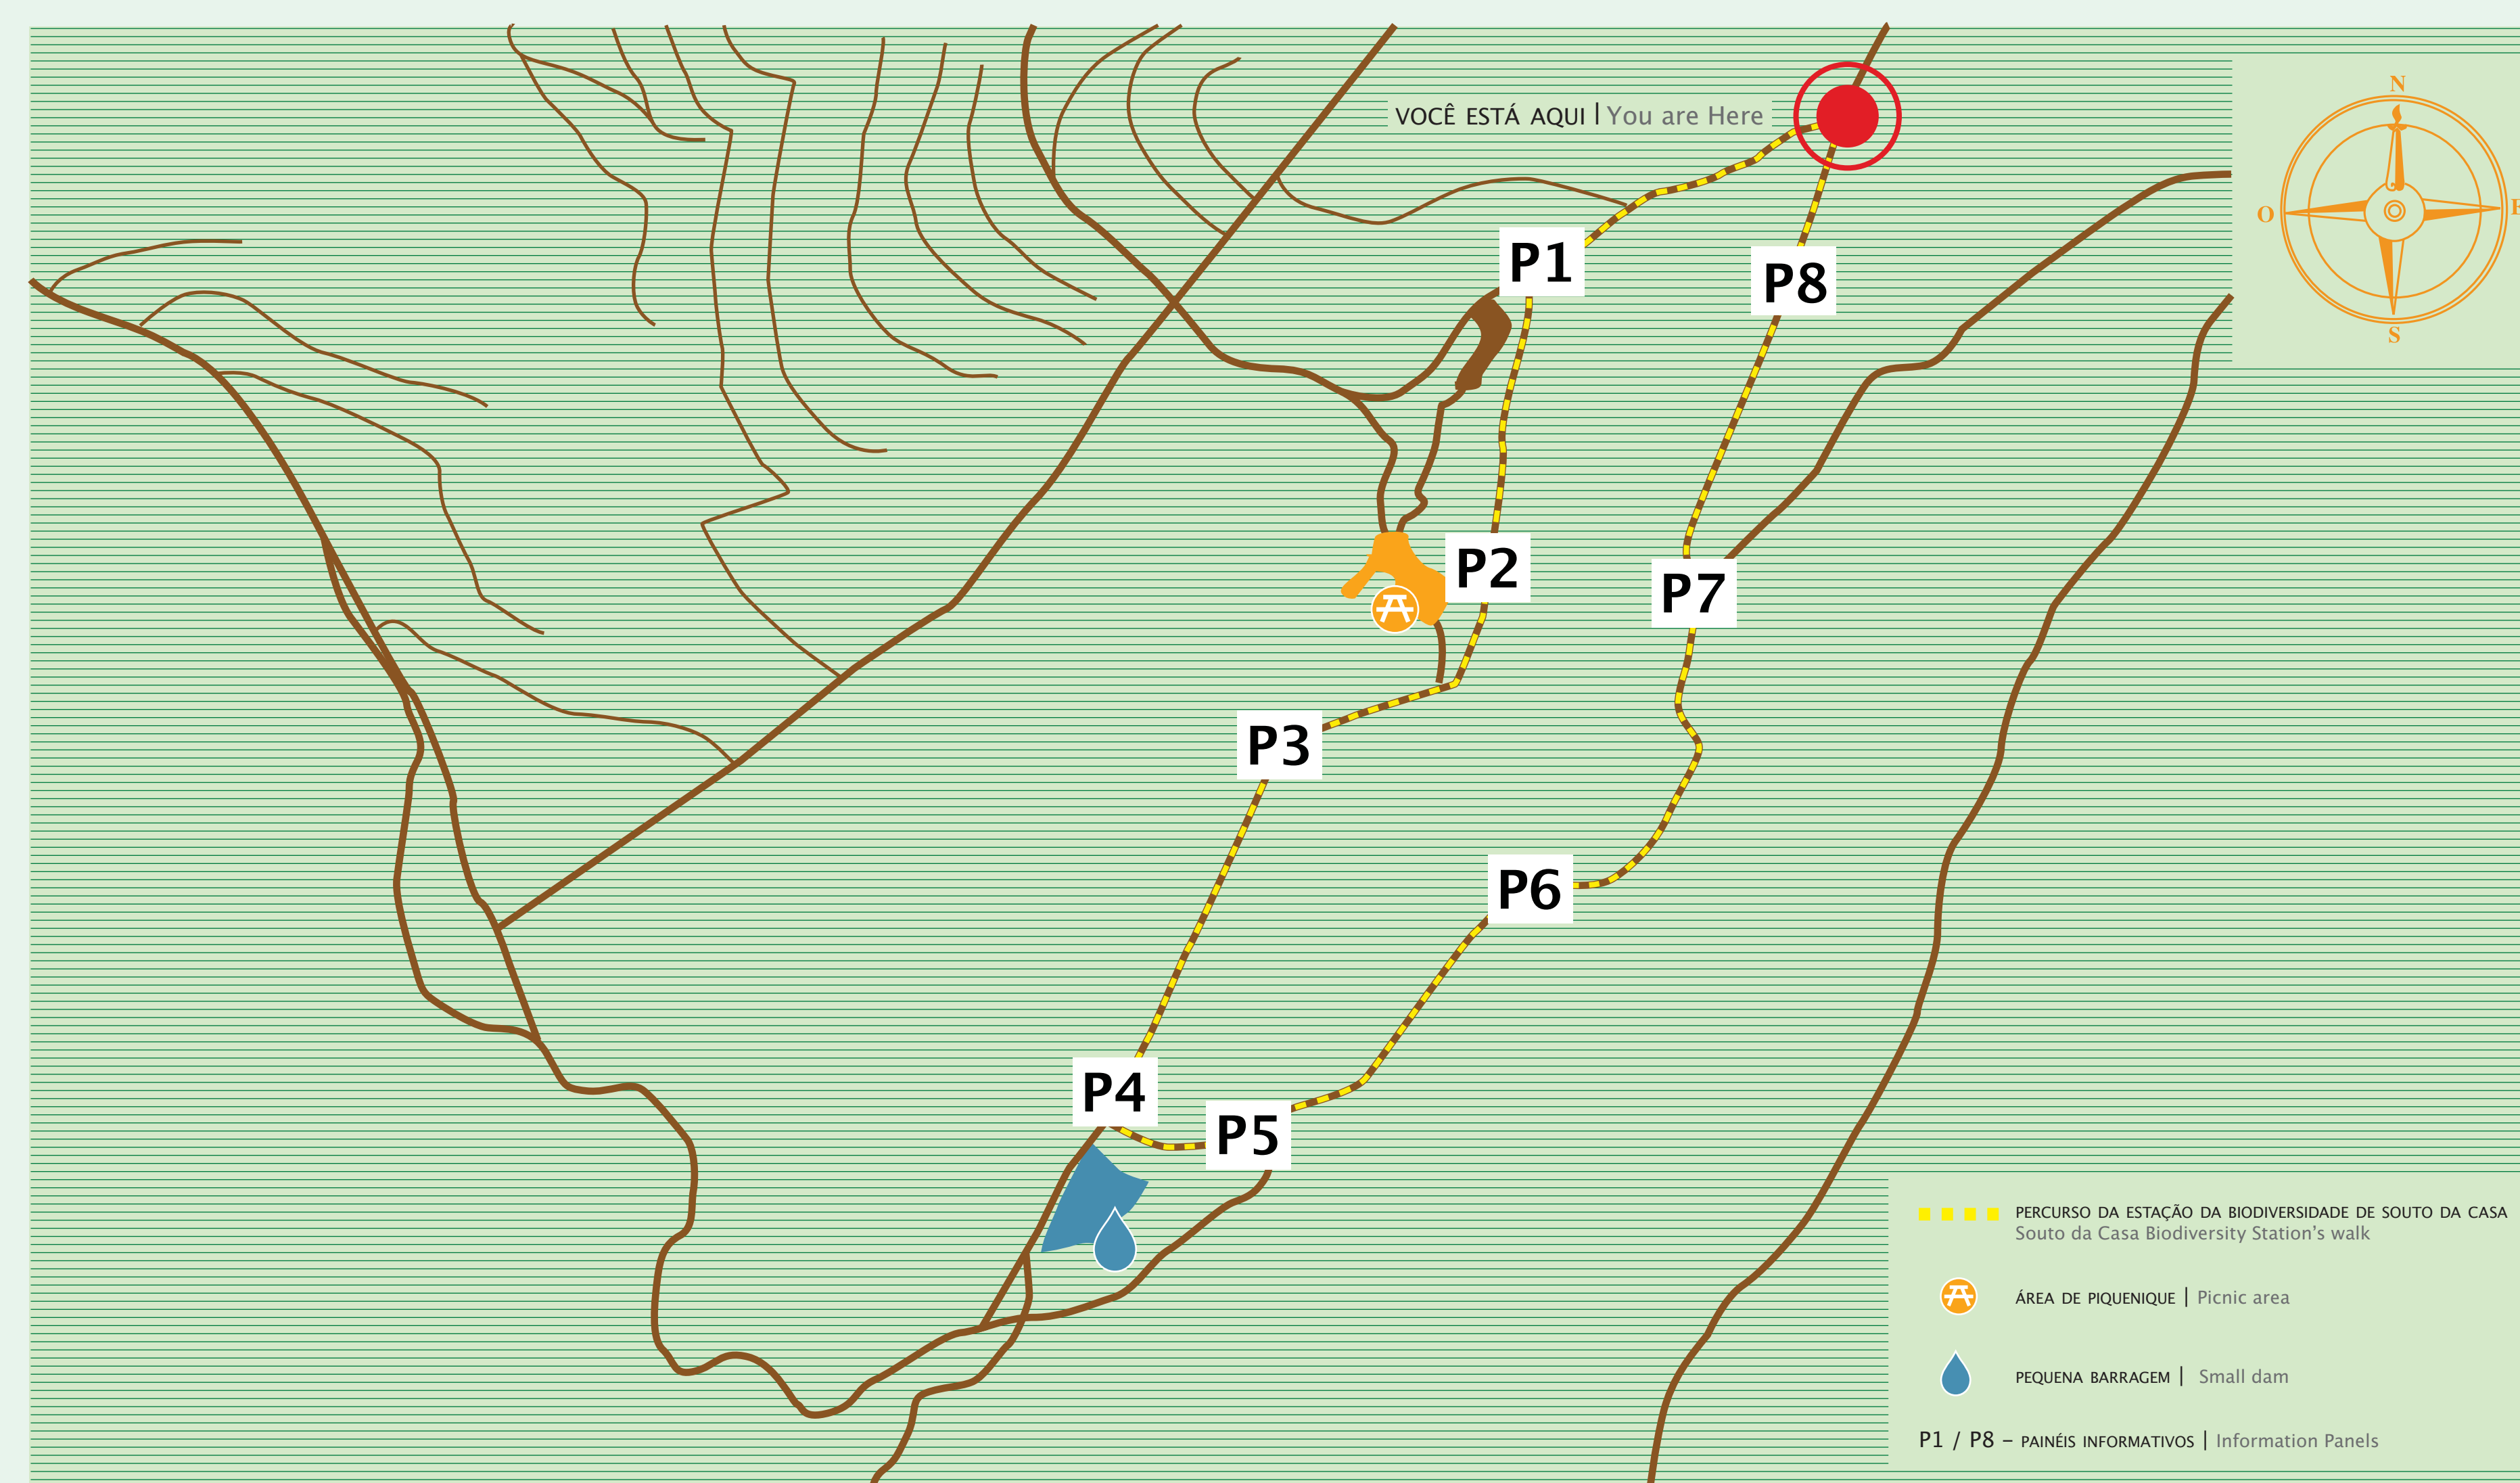 N
O
E
S
VOCÊ ESTÁ AQUI | You are Here
P1
P8
P2
P7
P3
P6
P4
P5
PERCURSO DA ESTAÇÃO DA BIODIVERSIDADE DE SOUTO DA CASA
Souto da Casa Biodiversity Station’s walk
ÁREA DE PIQUENIQUE | Picnic area
PEQUENA BARRAGEM | Small dam
P1 / P8 – PAINÉIS INFORMATIVOS | Information Panels